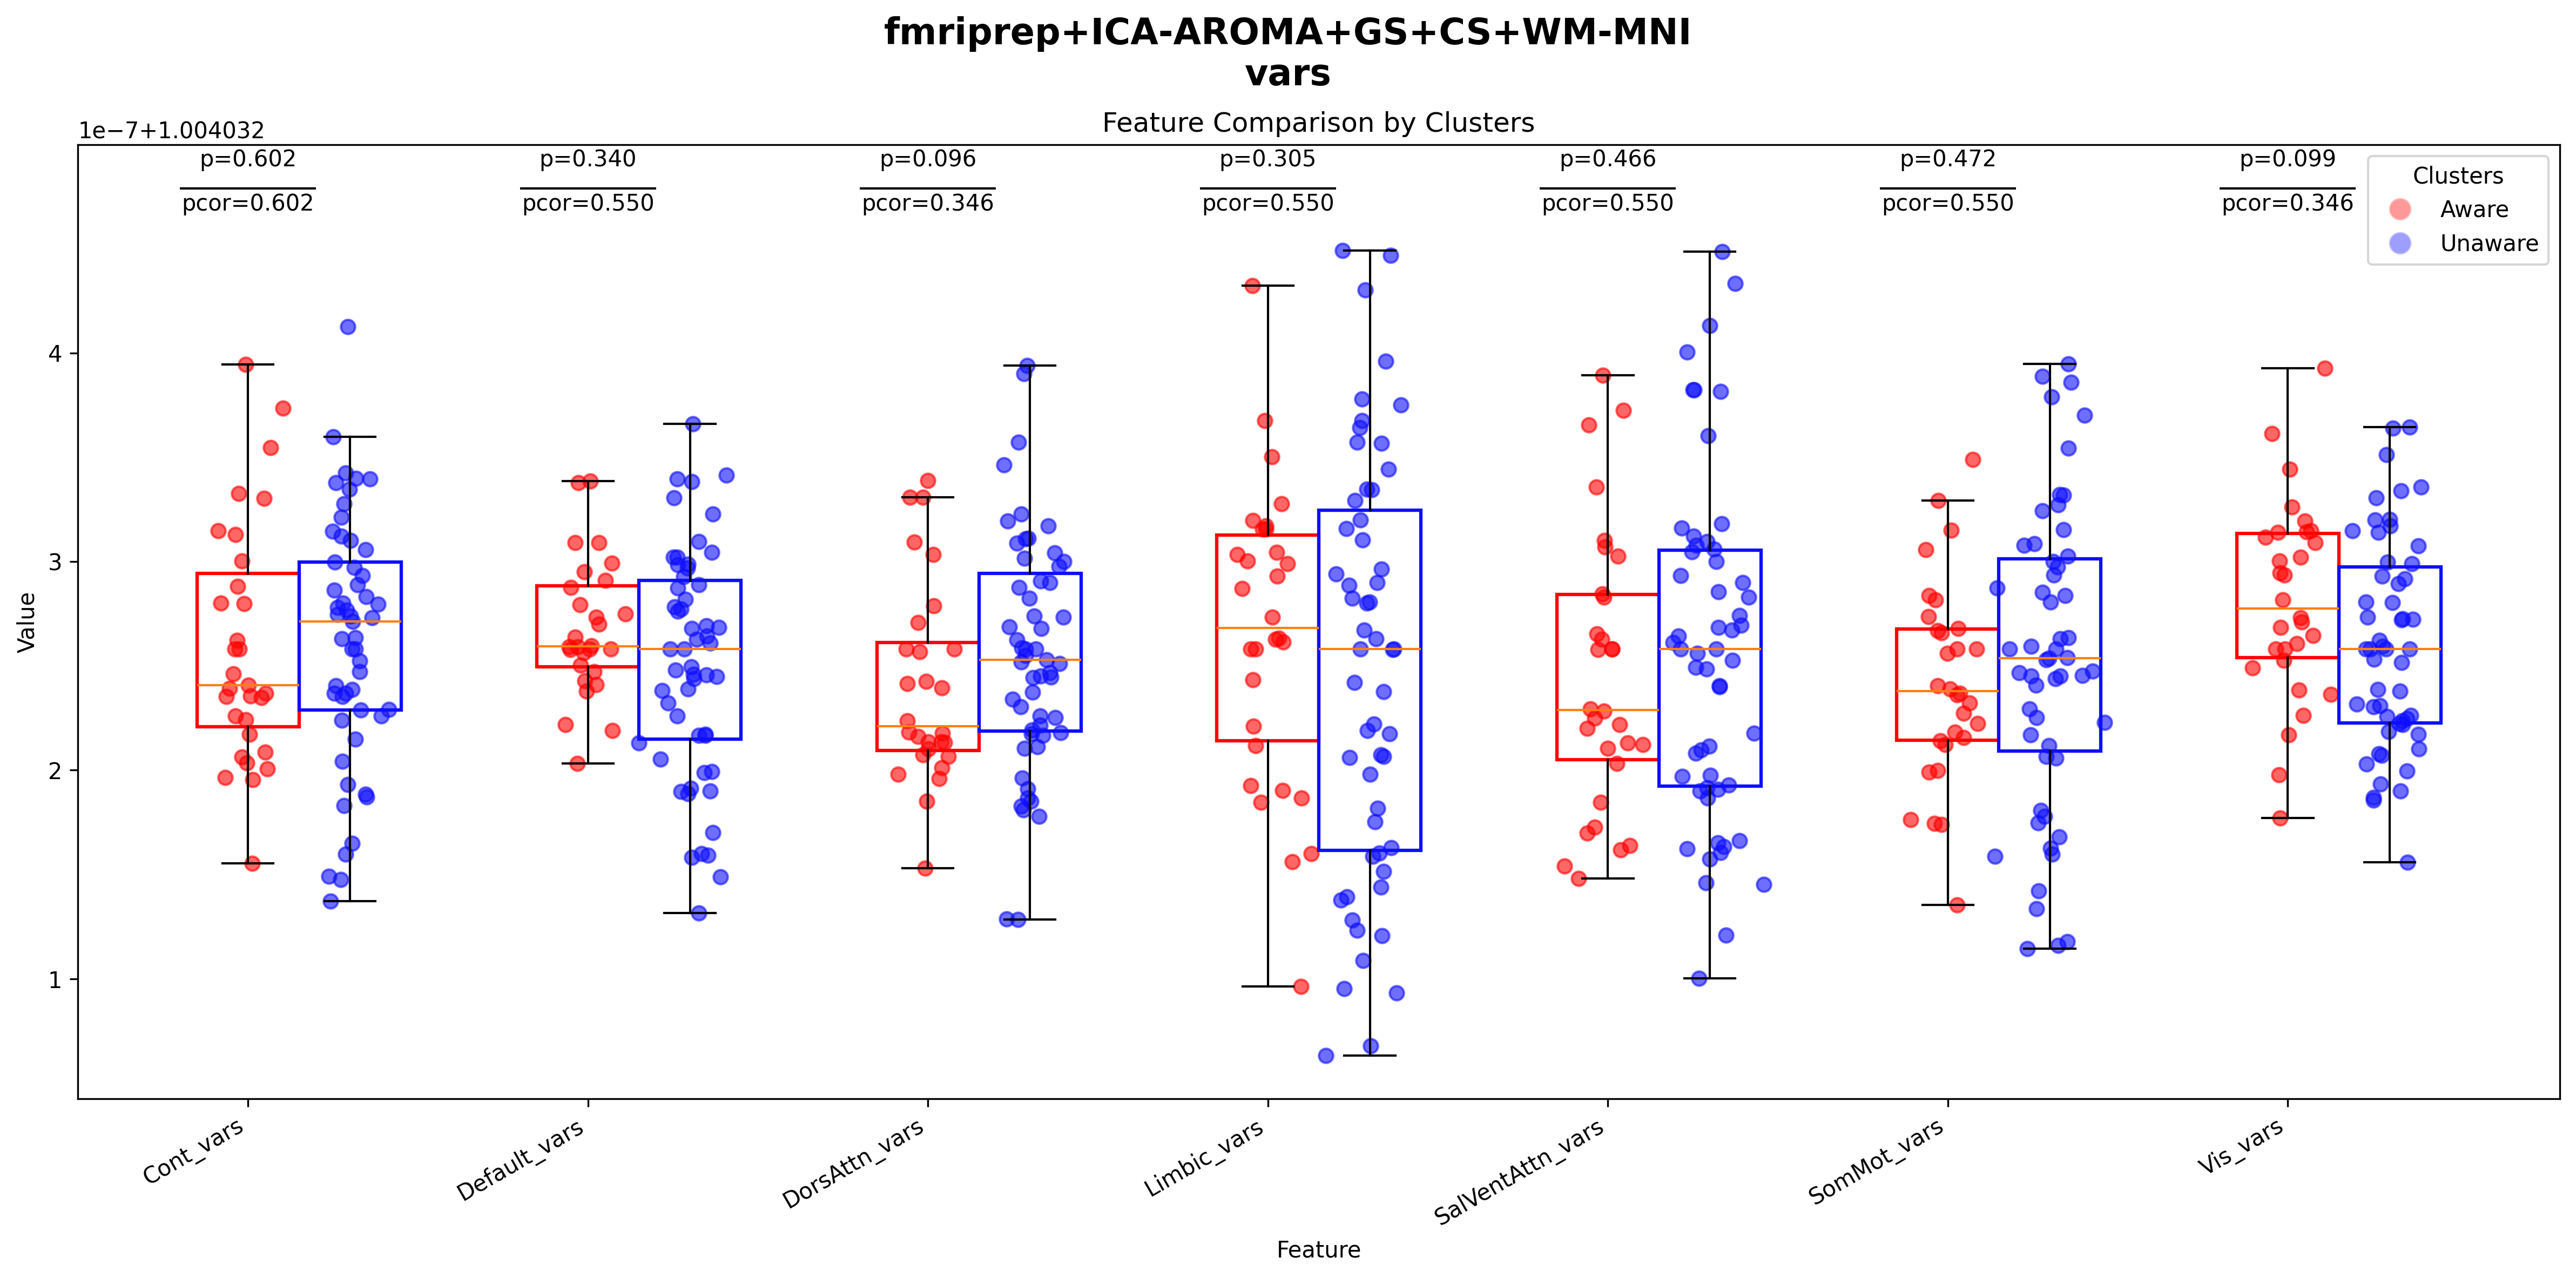 fmriprep+ICA-AROMA+GS+CS+WM-MNI
vars
Feature Comparison by Clusters
1e−7+1.004032
p=0.602
pcor=0.602
p=0.340
pcor=0.550
p=0.096
pcor=0.346
p=0.305
pcor=0.550
p=0.466
pcor=0.550
p=0.472
pcor=0.550
p=0.099
pcor=0.346
Clusters
Aware
Unaware
Value
4
3
2
1
Cont_vars
Default_vars
DorsAttn_vars
Limbic_vars
SalVentAttn_vars
SomMot_vars
Vis_vars
Feature